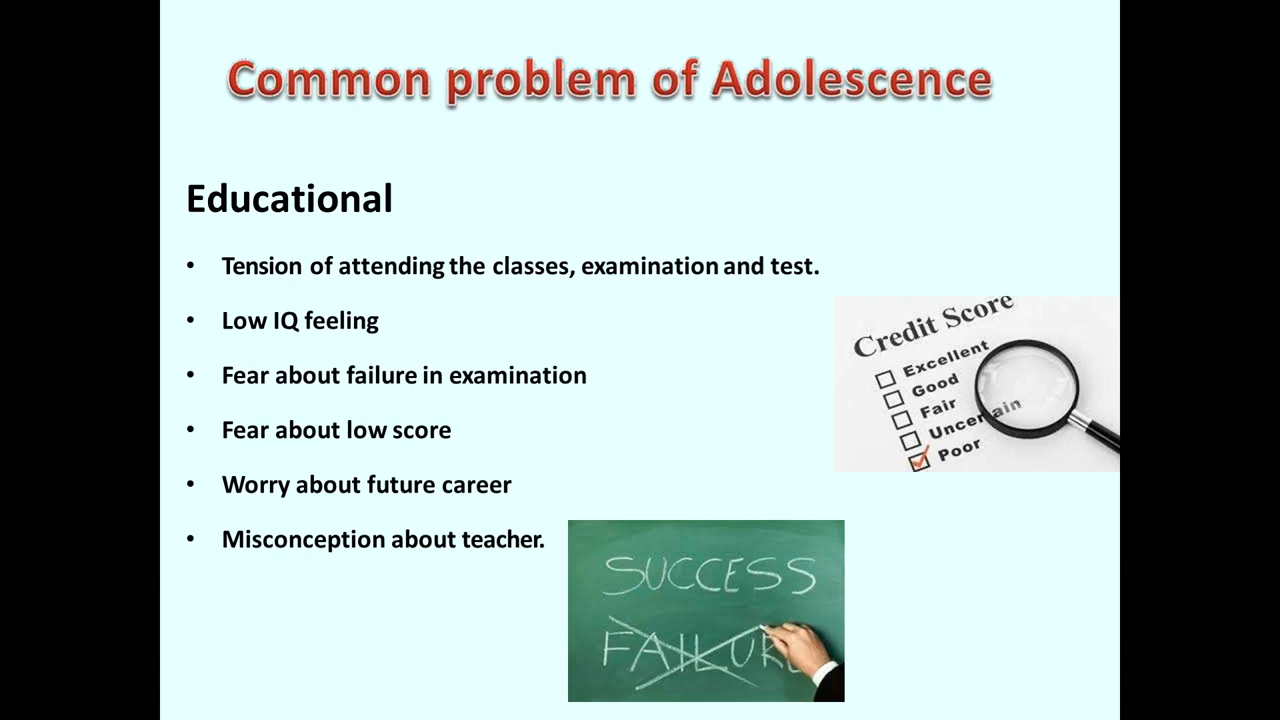 Common problem of Adolescence
Educational
• Tension of attending the classes, examination and test.
• Low IQ feeling
• Fear about failure in examination
• Fear about low score
• Worry about future career
• Misconception about teacher.
Credit Score
Excellent
Good
Fair
Uncertain
Poor
SUCCESS
FAILURE